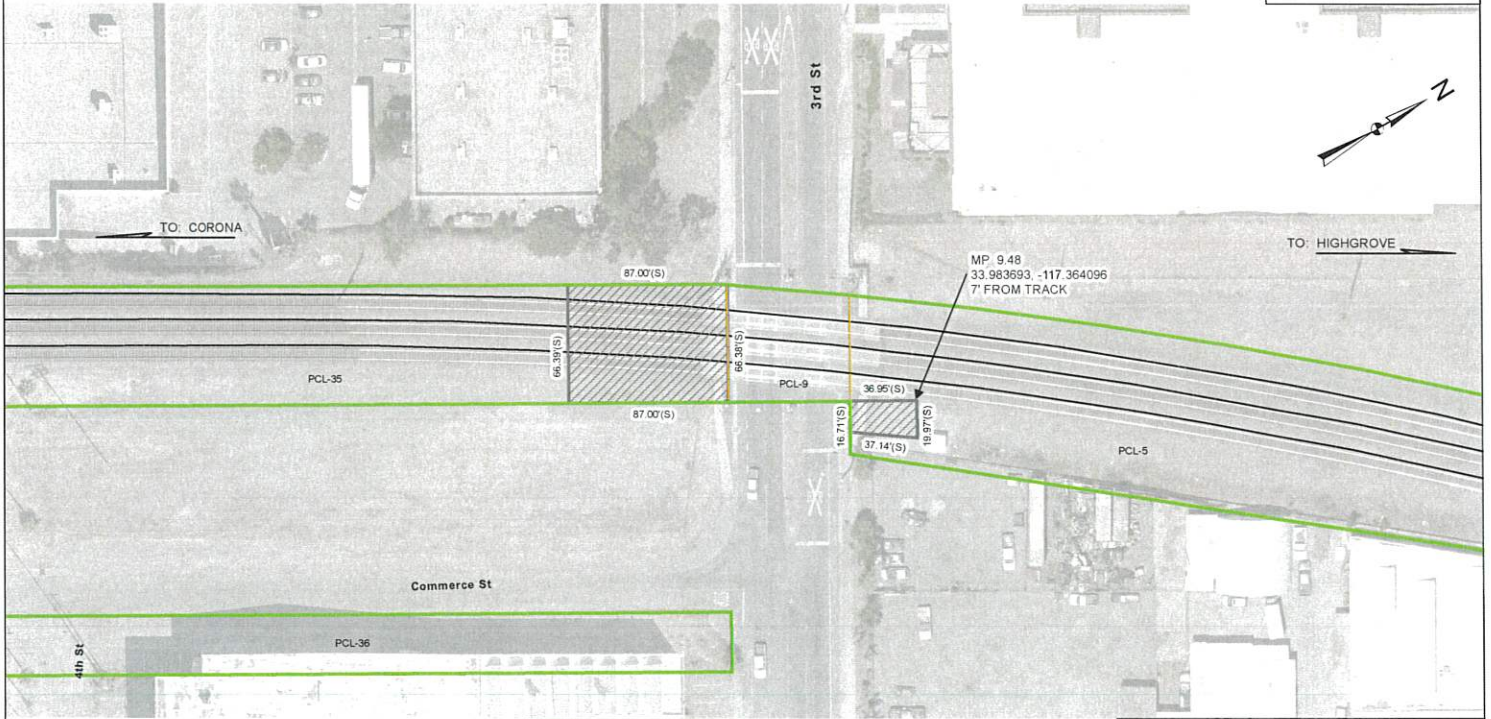 3rd St
N
TO: CORONA
TO: HIGHGROVE
MP 9.48
33.983693, -117.364096
7' FROM TRACK
87.00'(S)
66.39'(S)
66.38'(S)
PCL-35
PCL-9
36.95'(S)
87.00'(S)
16.71'(S)
19.97'(S)
37.14'(S)
PCL-5
Commerce St
PCL-36
4th St